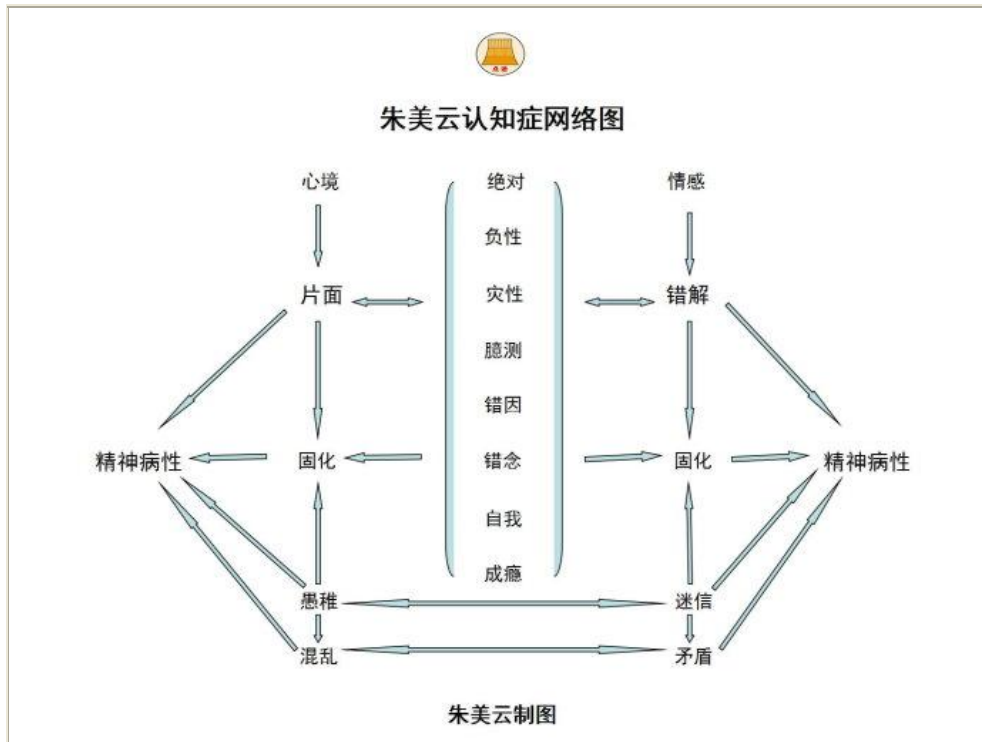 朱美云认知症网络图
心境 绝对 情感
负性
片面 灾性 错解
臆测
错因
精神病性 固化 错念 固化 精神病性
自我
成瘾
愚稚 迷信
混乱 矛盾
朱美云制图